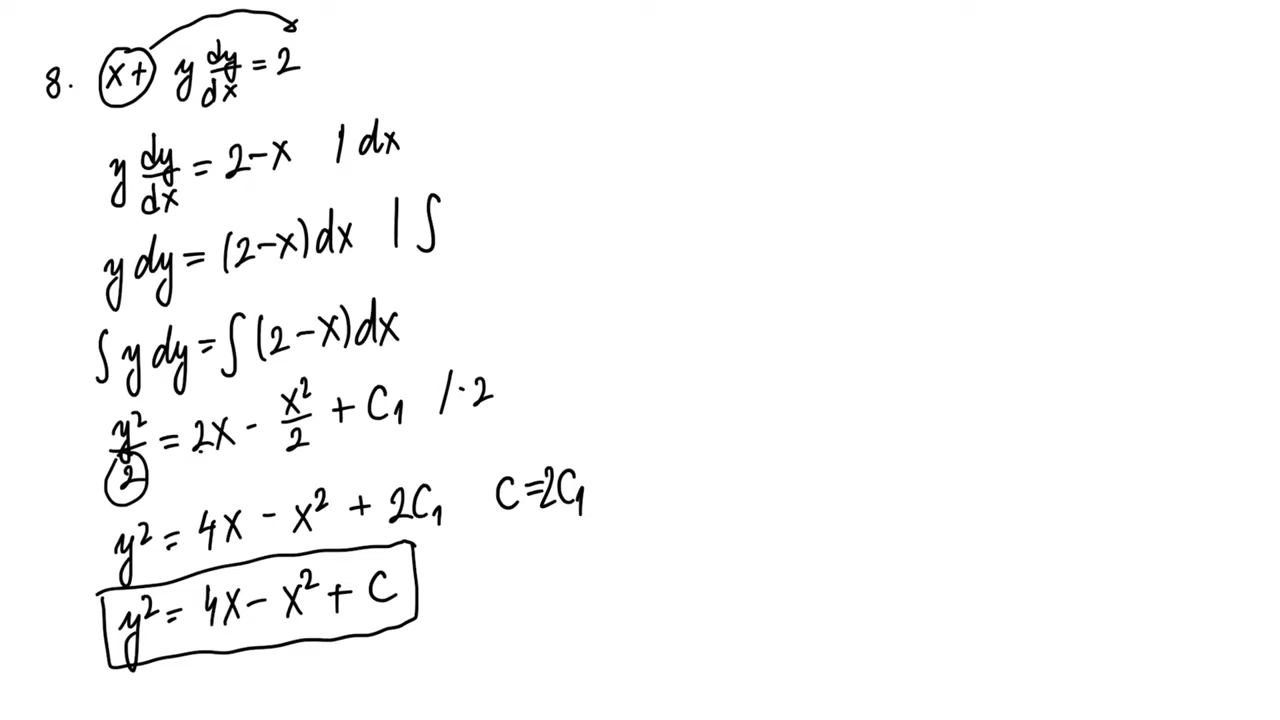 8. x + y dy/dx = 2
y dy/dx = 2 - x | dx
y dy = (2 - x) dx | ∫
∫ y dy = ∫ (2 - x) dx
y²/2 = 2x - x²/2 + C₁ / · 2
y² = 4x - x² + 2C₁ C = 2C₁
y² = 4x - x² + C